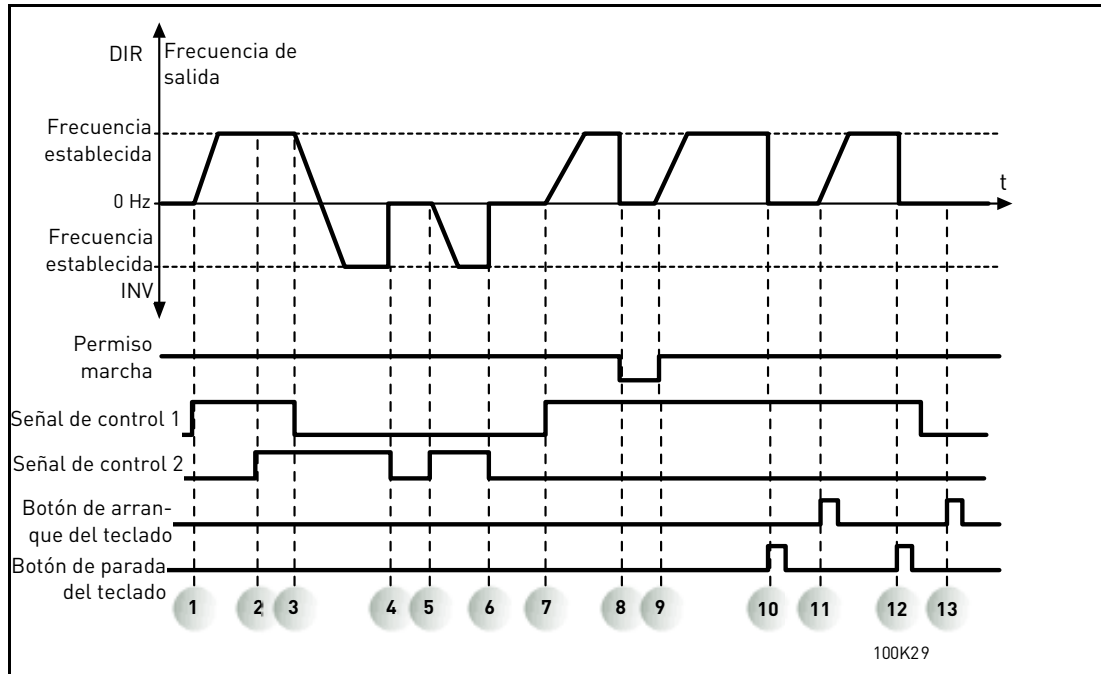 DIR
Frecuencia de
salida
Frecuencia
establecida
0 Hz
t
Frecuencia
establecida
INV
Permiso
marcha
Señal de control 1
Señal de control 2
Botón de arran-
que del teclado
Botón de parada
del teclado
1 2 3 4 5 6 7 8 9 10 11 12 13
100K29